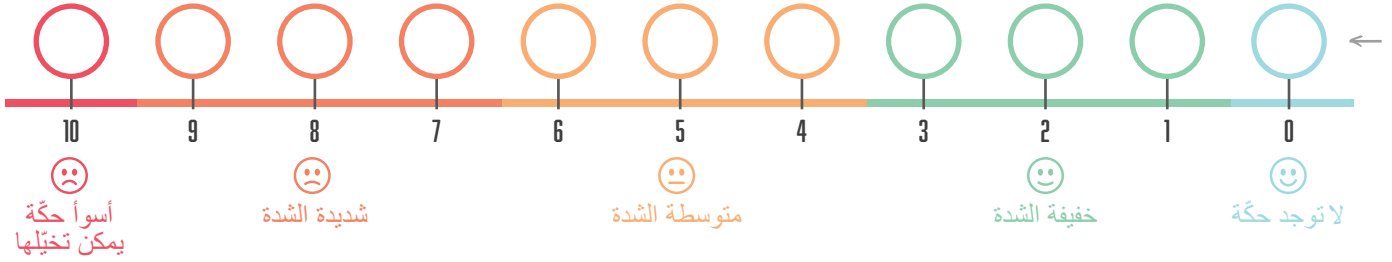 0 1 2 3 4 5 6 7 8 9 10
لا توجد حكّة
خفيفة الشدة
متوسطة الشدة
شديدة الشدة
أسوأ حكّة
يمكن تخيّلها